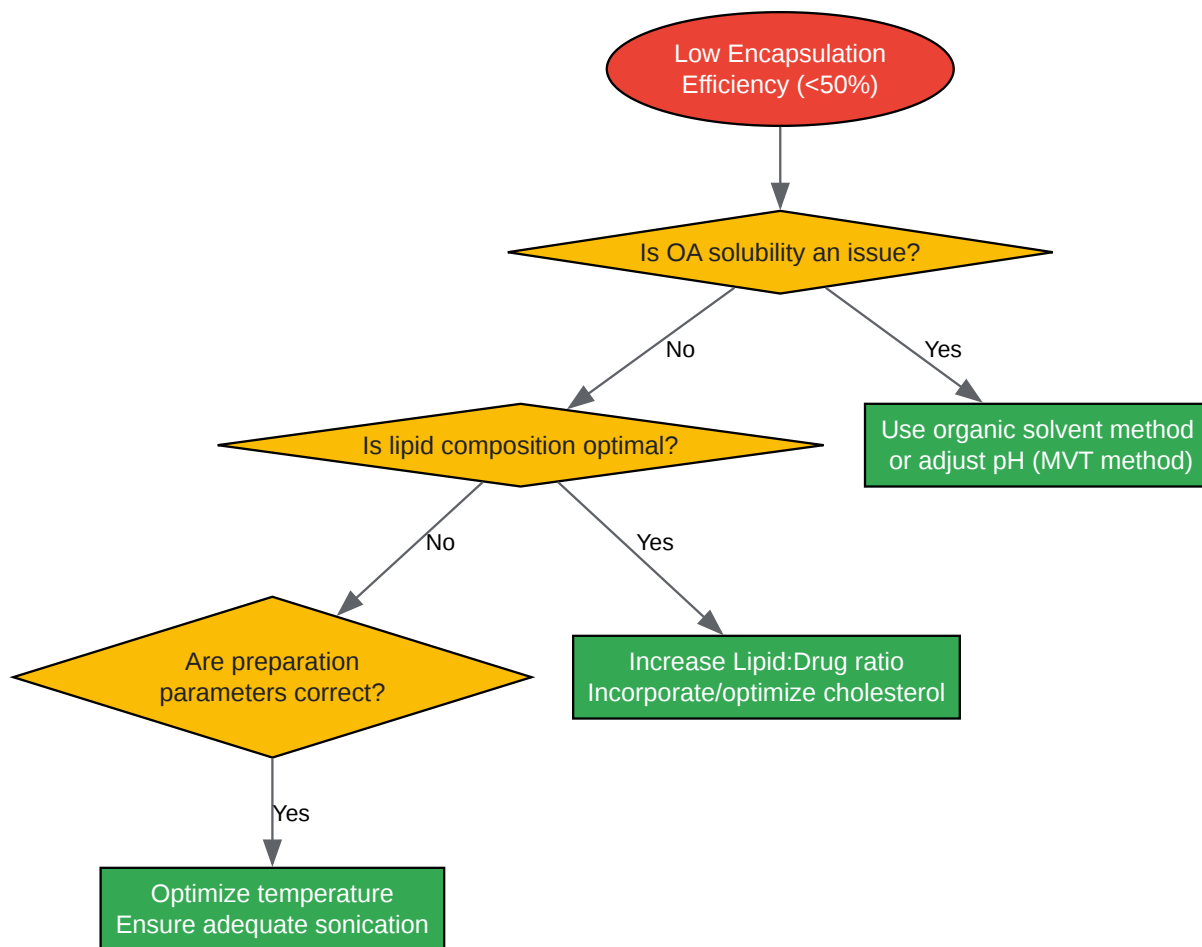 Low Encapsulation
Efficiency (<50%)
Is OA solubility an issue?
No
Yes
Is lipid composition optimal?
Use organic solvent method
or adjust pH (MVT method)
No
Yes
Are preparation
parameters correct?
Increase Lipid:Drug ratio
Incorporate/optimize cholesterol
Yes
Optimize temperature
Ensure adequate sonication